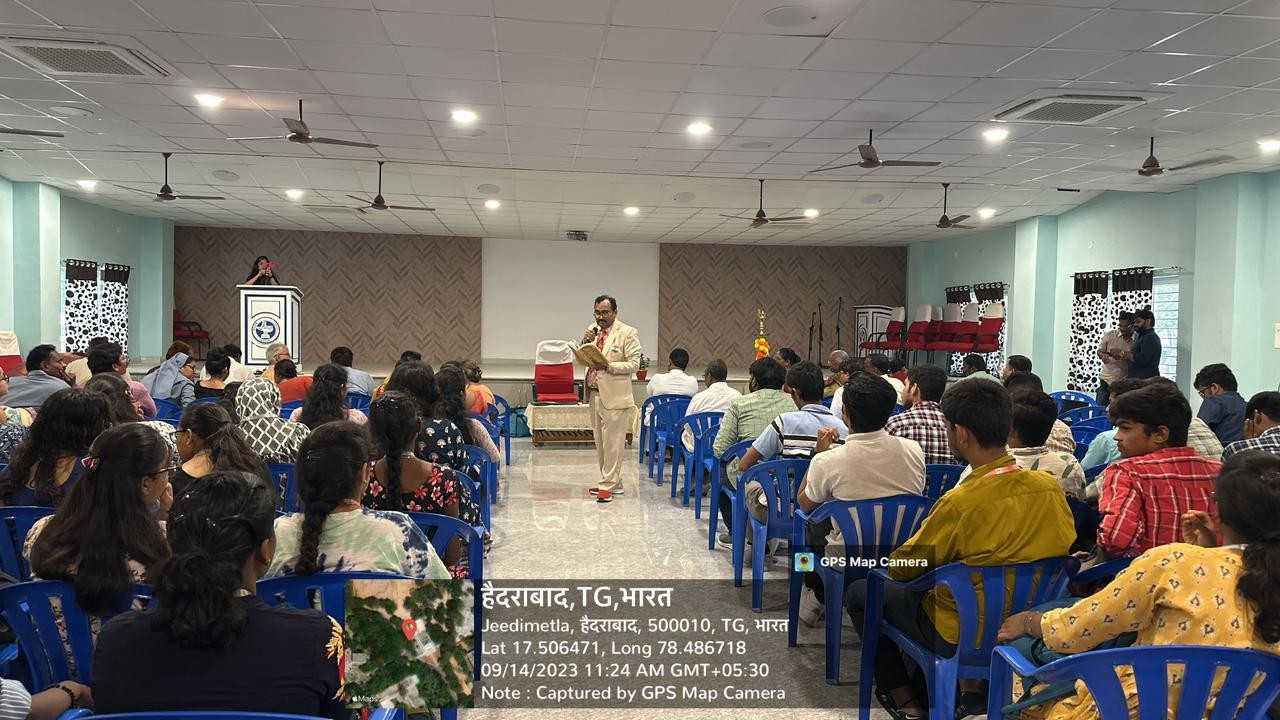 GPS Map Camera
हैदराबाद,TG,भारत
Jeedimetla, हैदराबाद, 500010, TG, भारत
Lat 17.506471, Long 78.486718
09/14/2023 11:24 AM GMT+05:30
Note : Captured by GPS Map Camera
Maps